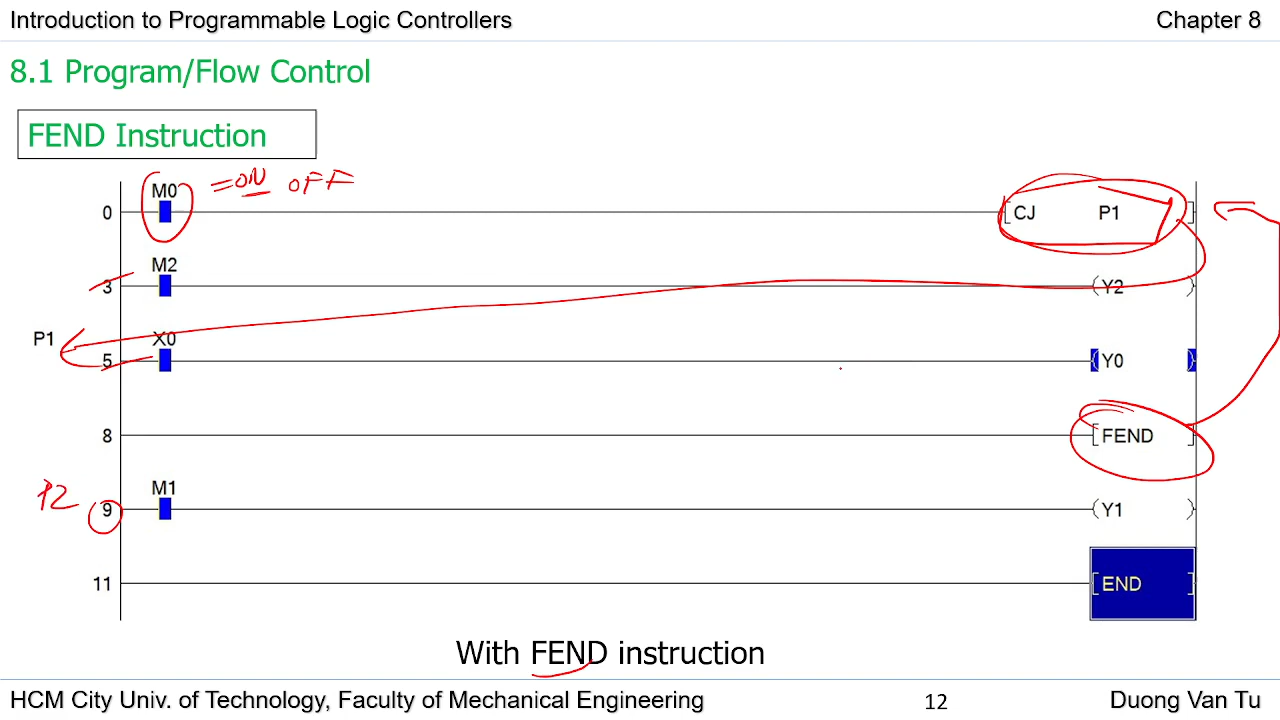 Introduction to Programmable Logic Controllers Chapter 8
8.1 Program/Flow Control
FEND Instruction
M0 =ON OFF
0 CJ P1
M2
3 Y2
P1 X0
5 Y0
8 FEND
M1
P2 9 Y1
11 END
With FEND instruction
HCM City Univ. of Technology, Faculty of Mechanical Engineering 12 Duong Van Tu